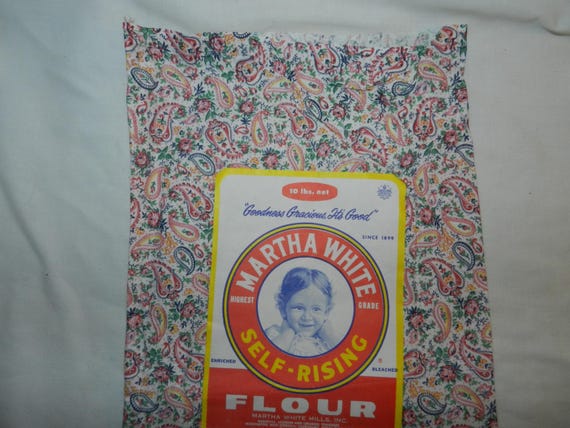 10 lbs. net
"Goodness Gracious, It's Good"
SINCE 1899
MARTHA WHITE
HIGHEST GRADE
SELF-RISING
ENRICHED BLEACHED
FLOUR
MARTHA WHITE MILLS, INC.